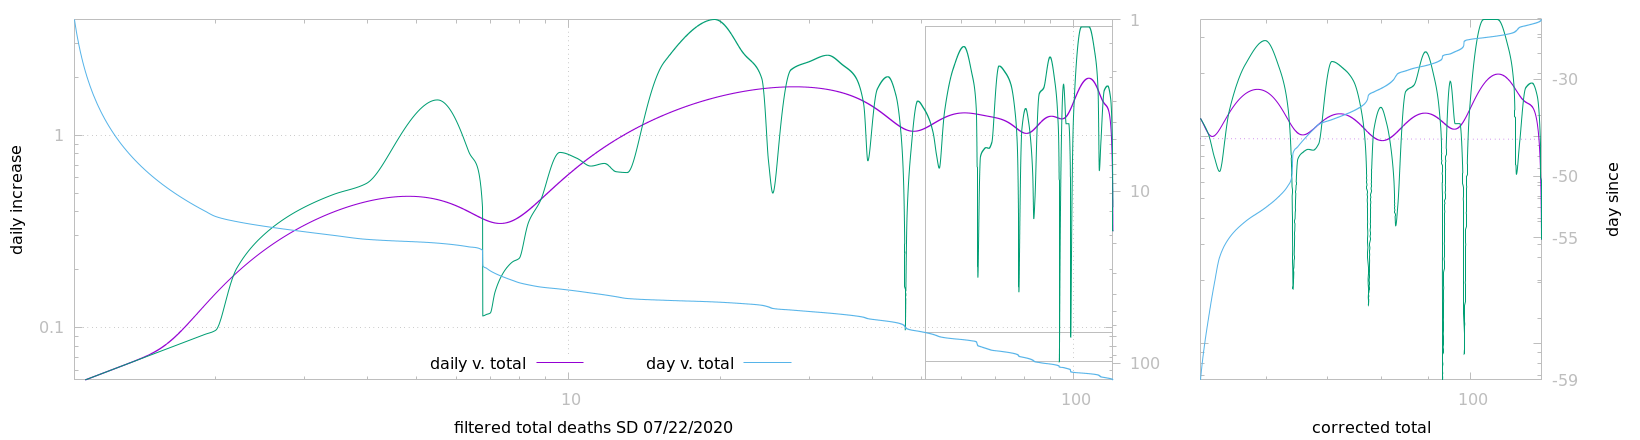 daily increase
1
0.1
10
100
1
10
100
daily v. total
day v. total
filtered total deaths SD 07/22/2020
-30
-50
-55
-59
100
day since
corrected total